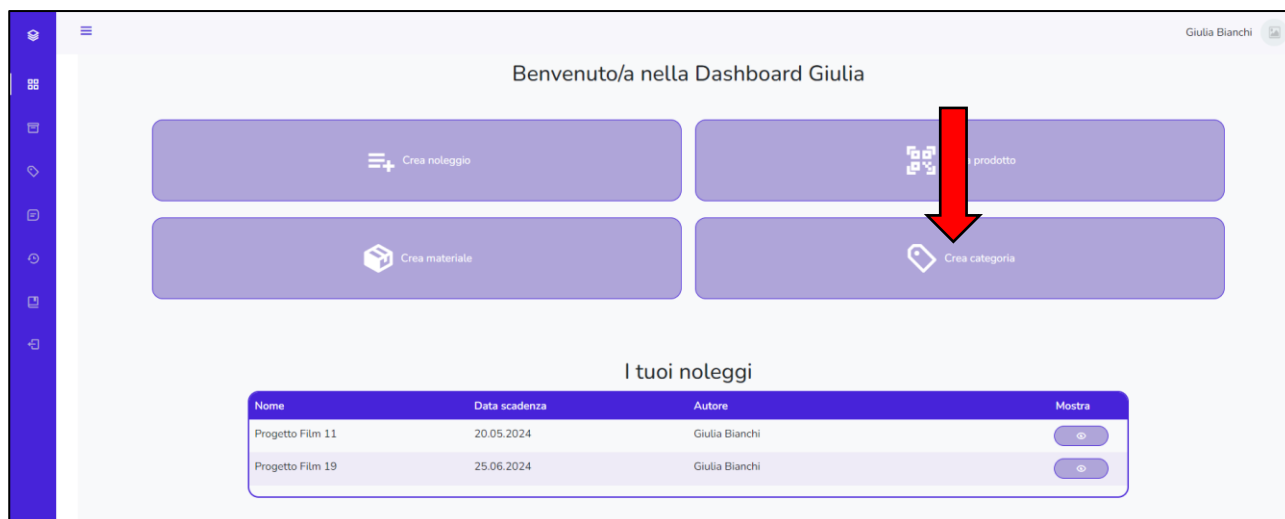 Giulia Bianchi
Benvenuto/a nella Dashboard Giulia
Crea noleggio
prodotto
Crea materiale
Crea categoria
I tuoi noleggi
Nome Data scadenza Autore Mostra
Progetto Film 11 20.05.2024 Giulia Bianchi
Progetto Film 19 25.06.2024 Giulia Bianchi